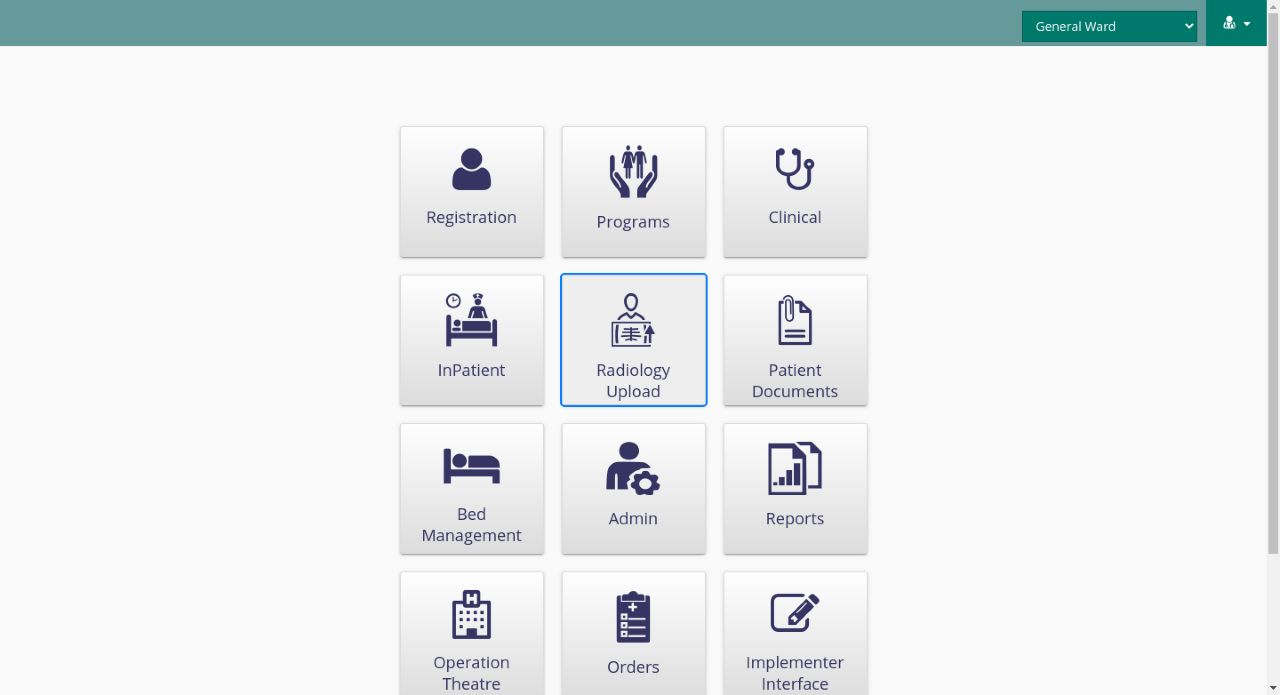 General Ward
Registration
Programs
Clinical
InPatient
Radiology
Upload
Patient
Documents
Bed
Management
Admin
Reports
Operation
Theatre
Orders
Implementer
Interface